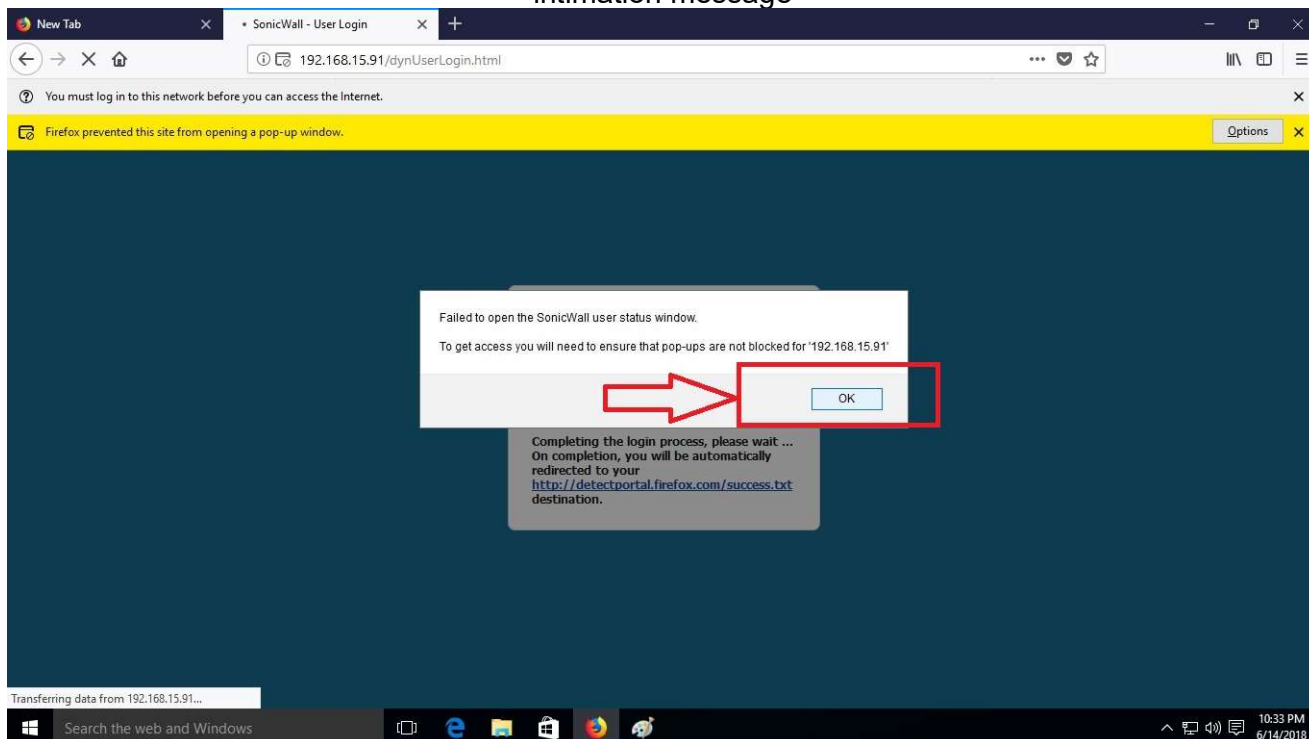 intimation message
New Tab
• SonicWall - User Login
192.168.15.91/dynUserLogin.html
You must log in to this network before you can access the Internet.
Firefox prevented this site from opening a pop-up window.
Options
Failed to open the SonicWall user status window.
To get access you will need to ensure that pop-ups are not blocked for '192.168.15.91'
OK
Completing the login process, please wait ...
On completion, you will be automatically
redirected to your
http://detectportal.firefox.com/success.txt
destination.
Transferring data from 192.168.15.91...
Search the web and Windows
10:33 PM
6/14/2018